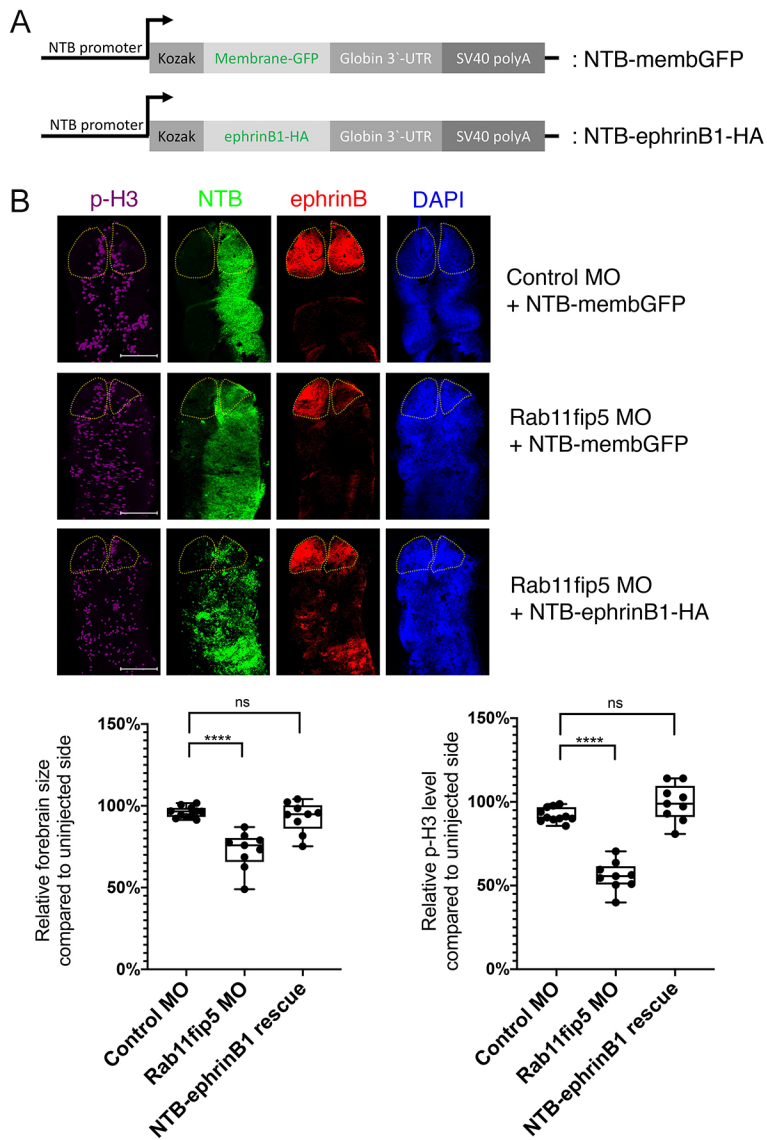 A
NTB promoter
Kozak Membrane-GFP Globin 3`-UTR SV40 polyA : NTB-membGFP
NTB promoter
Kozak ephrinB1-HA Globin 3`-UTR SV40 polyA : NTB-ephrinB1-HA
B
p-H3 NTB ephrinB DAPI
Control MO
+ NTB-membGFP
Rab11fip5 MO
+ NTB-membGFP
Rab11fip5 MO
+ NTB-ephrinB1-HA
Relative forebrain size
compared to uninjected side
150%
100%
50%
0%
ns
****
Control MO
Rab11fip5 MO
NTB-ephrinB1 rescue
Relative p-H3 level
compared to uninjected side
150%
100%
50%
0%
ns
****
Control MO
Rab11fip5 MO
NTB-ephrinB1 rescue